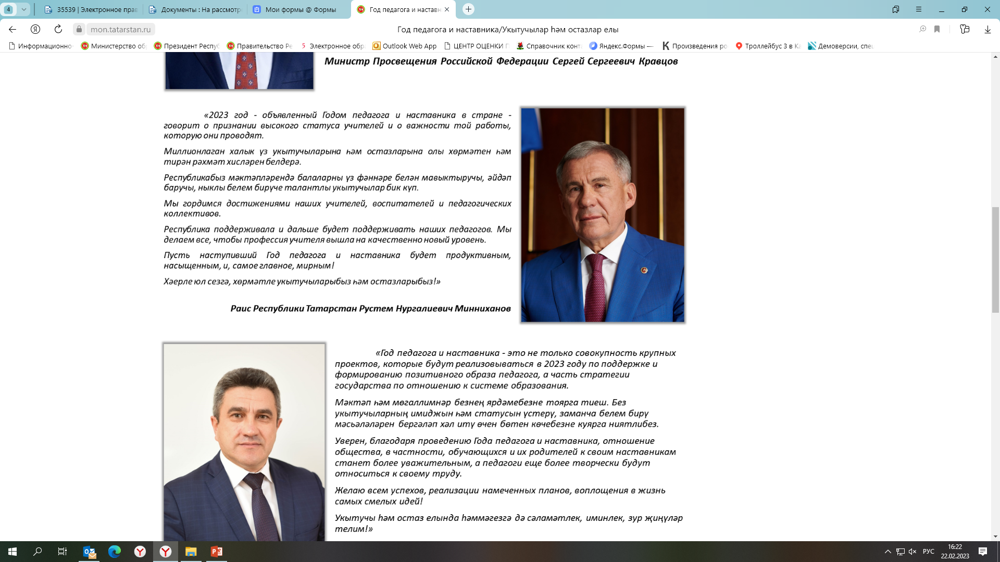 4
35539 | Электронное прав
Документы : На рассмотр
Мои формы @ Формы
Год педагога и наставн
mon.tatarstan.ru
Год педагога и наставника/Укытучылар һәм остазлар елы
Информационно-
Министерство об
Президент Респуб
Правительство Ре
Электронное обра
Outlook Web App
ЦЕНТР ОЦЕНКИ П
Справочник конта
Яндекс.Формы —
Произведения ро
Троллейбус 3 в Ка
Демоверсии, спец
Министр Просвещения Российской Федерации Сергей Сергеевич Кравцов
«2023 год - объявленный Годом педагога и наставника в стране -
говорит о признании высокого статуса учителей и о важности той работы,
которую они проводят.
Миллионлаган халык үз укытучыларына һәм остазларына олы хөрмәтен һәм
тирән рәхмәт хисләрен белдерә.
Республикабыз мәктәпләрендә балаларны үз фәннәре белән мавыктыручы, әйдәп
баручы, ныклы белем бирүче талантлы укытучылар бик күп.
Мы гордимся достижениями наших учителей, воспитателей и педагогических
коллективов.
Республика поддерживала и дальше будет поддерживать наших педагогов. Мы
делаем все, чтобы профессия учителя вышла на качественно новый уровень.
Пусть наступивший Год педагога и наставника будет продуктивным,
насыщенным, и, самое главное, мирным!
Хәерле юл сезгә, хөрмәтле укытучыларыбыз һәм остазларыбыз!»
Раис Республики Татарстан Рустем Нургалиевич Минниханов
«Год педагога и наставника - это не только совокупность крупных
проектов, которые будут реализовываться в 2023 году по поддержке и
формированию позитивного образа педагога, а часть стратегии
государства по отношению к системе образования.
Мәктәп һәм мөгаллимнәр безнең ярдәмебезне тоярга тиеш. Без
укытучыларның имиджын һәм статусын үстерү, заманча белем бирү
мәсьәләләрен бергәләп хәл итү өчен бөтен көчебезне куярга ниятлибез.
Уверен, благодаря проведению Года педагога и наставника, отношение
общества, в частности, обучающихся и их родителей к своим наставникам
станет более уважительным, а педагоги еще более творчески будут
относиться к своему труду.
Желаю всем успехов, реализации намеченных планов, воплощения в жизнь
самых смелых идей!
Укытучы һәм остаз елында һәммәгезгә дә сәламәтлек, иминлек, зур җиңүләр
телим!»
РУС
16:22
22.02.2023